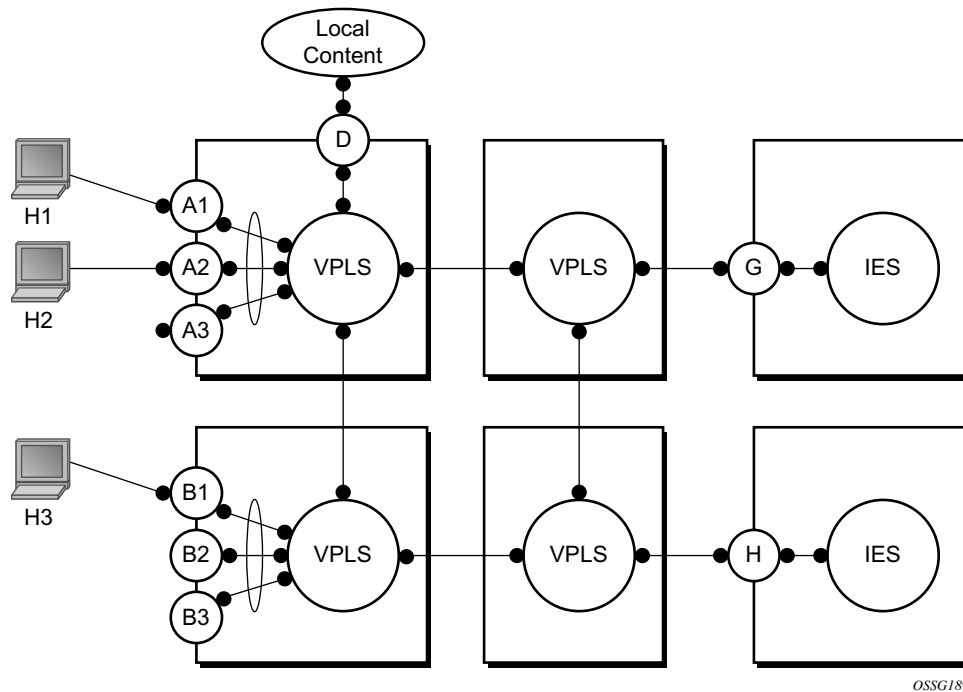 Local
Content
D
H1
A1
A2
A3
VPLS
VPLS
G
IES
H2
H3
B1
B2
B3
VPLS
VPLS
H
IES